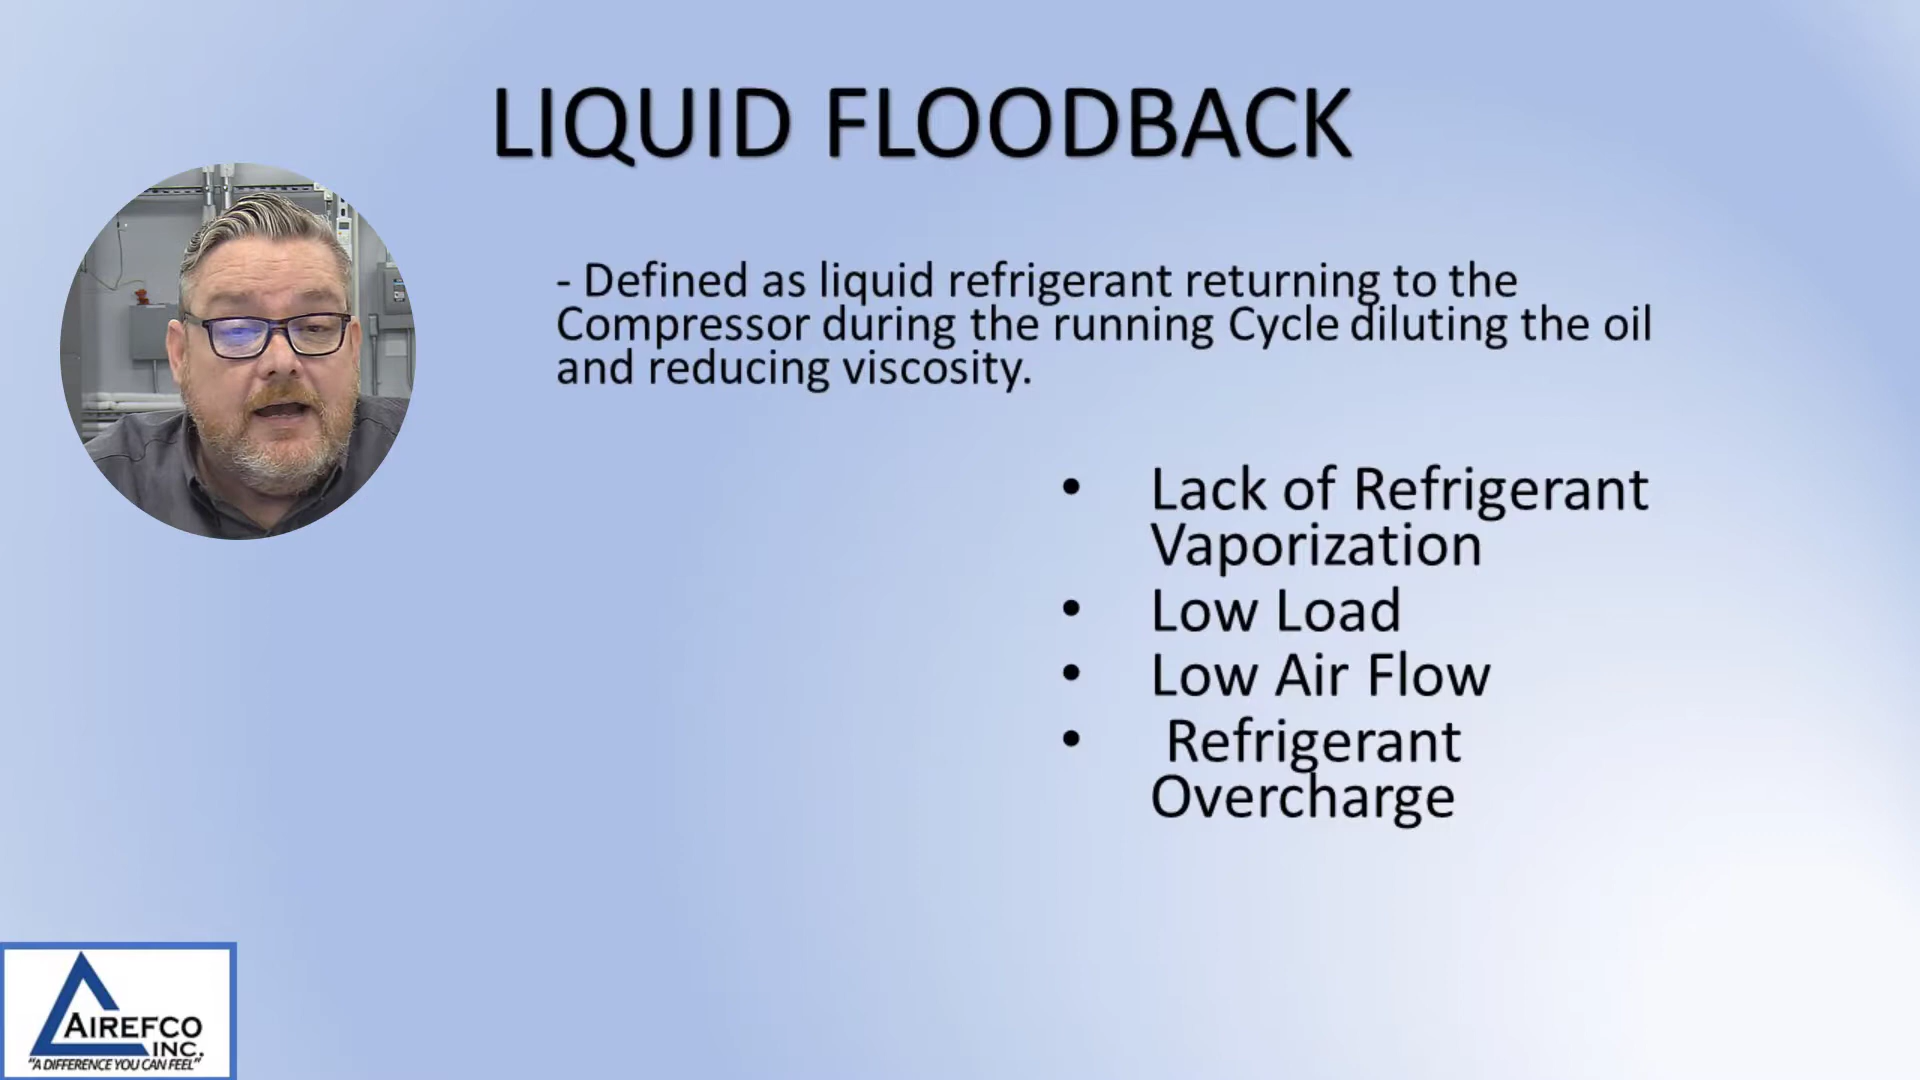 LIQUID FLOODBACK
- Defined as liquid refrigerant returning to the
Compressor during the running Cycle diluting the oil
and reducing viscosity.
• Lack of Refrigerant
Vaporization
• Low Load
• Low Air Flow
• Refrigerant
Overcharge
AIREFCO
INC.
"A DIFFERENCE YOU CAN FEEL"